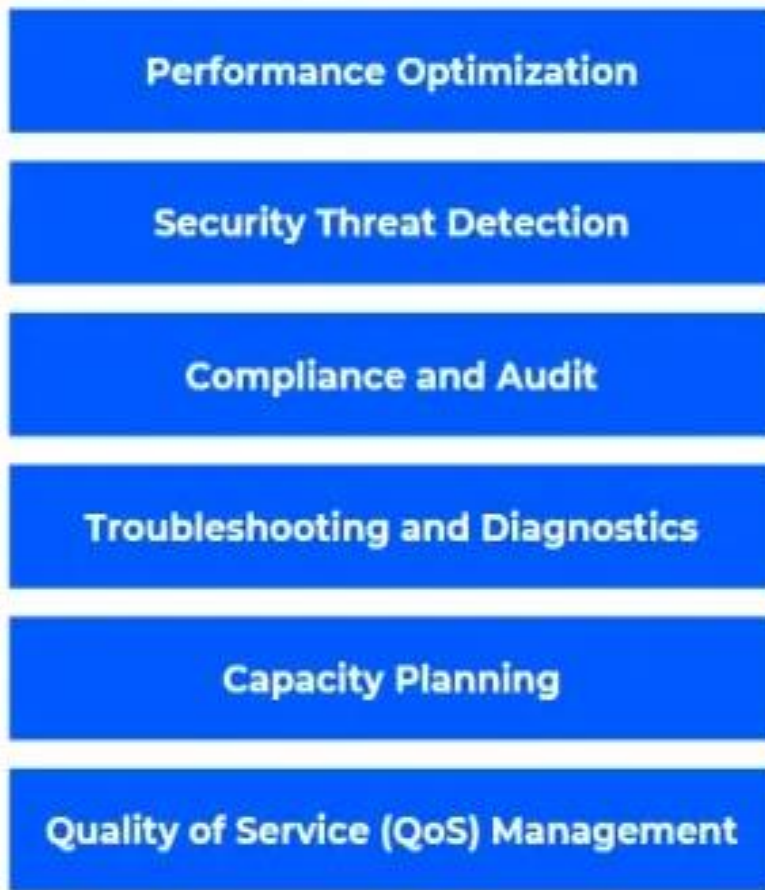 Performance Optimization
Security Threat Detection
Compliance and Audit
Troubleshooting and Diagnostics
Capacity Planning
Quality of Service (QoS) Management